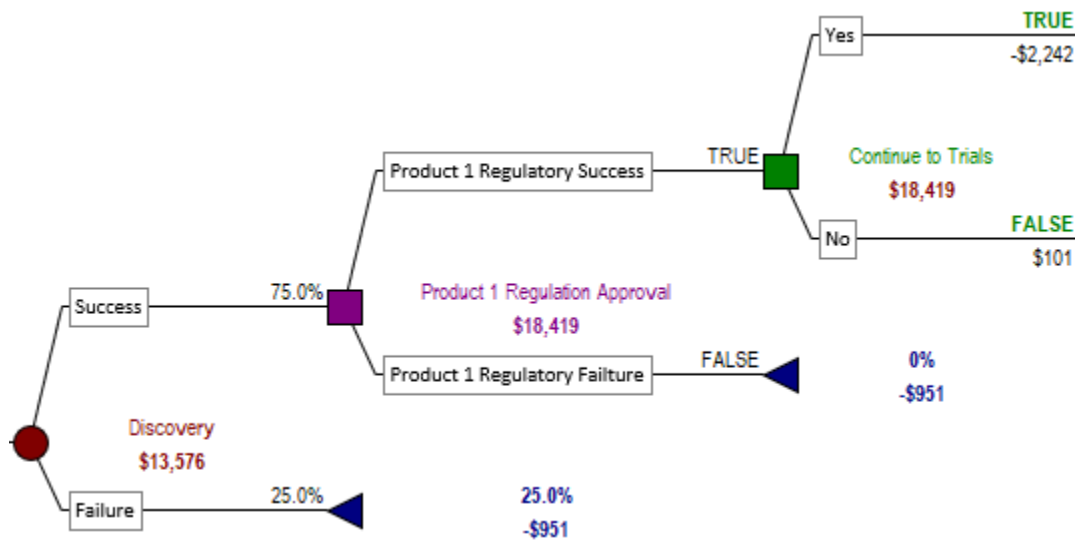 Yes
TRUE
-$2,242
Product 1 Regulatory Success
TRUE
Continue to Trials
$18,419
No
FALSE
$101
Success
75.0%
Product 1 Regulation Approval
$18,419
Product 1 Regulatory Failture
FALSE
0%
-$951
Discovery
$13,576
Failure
25.0%
25.0%
-$951